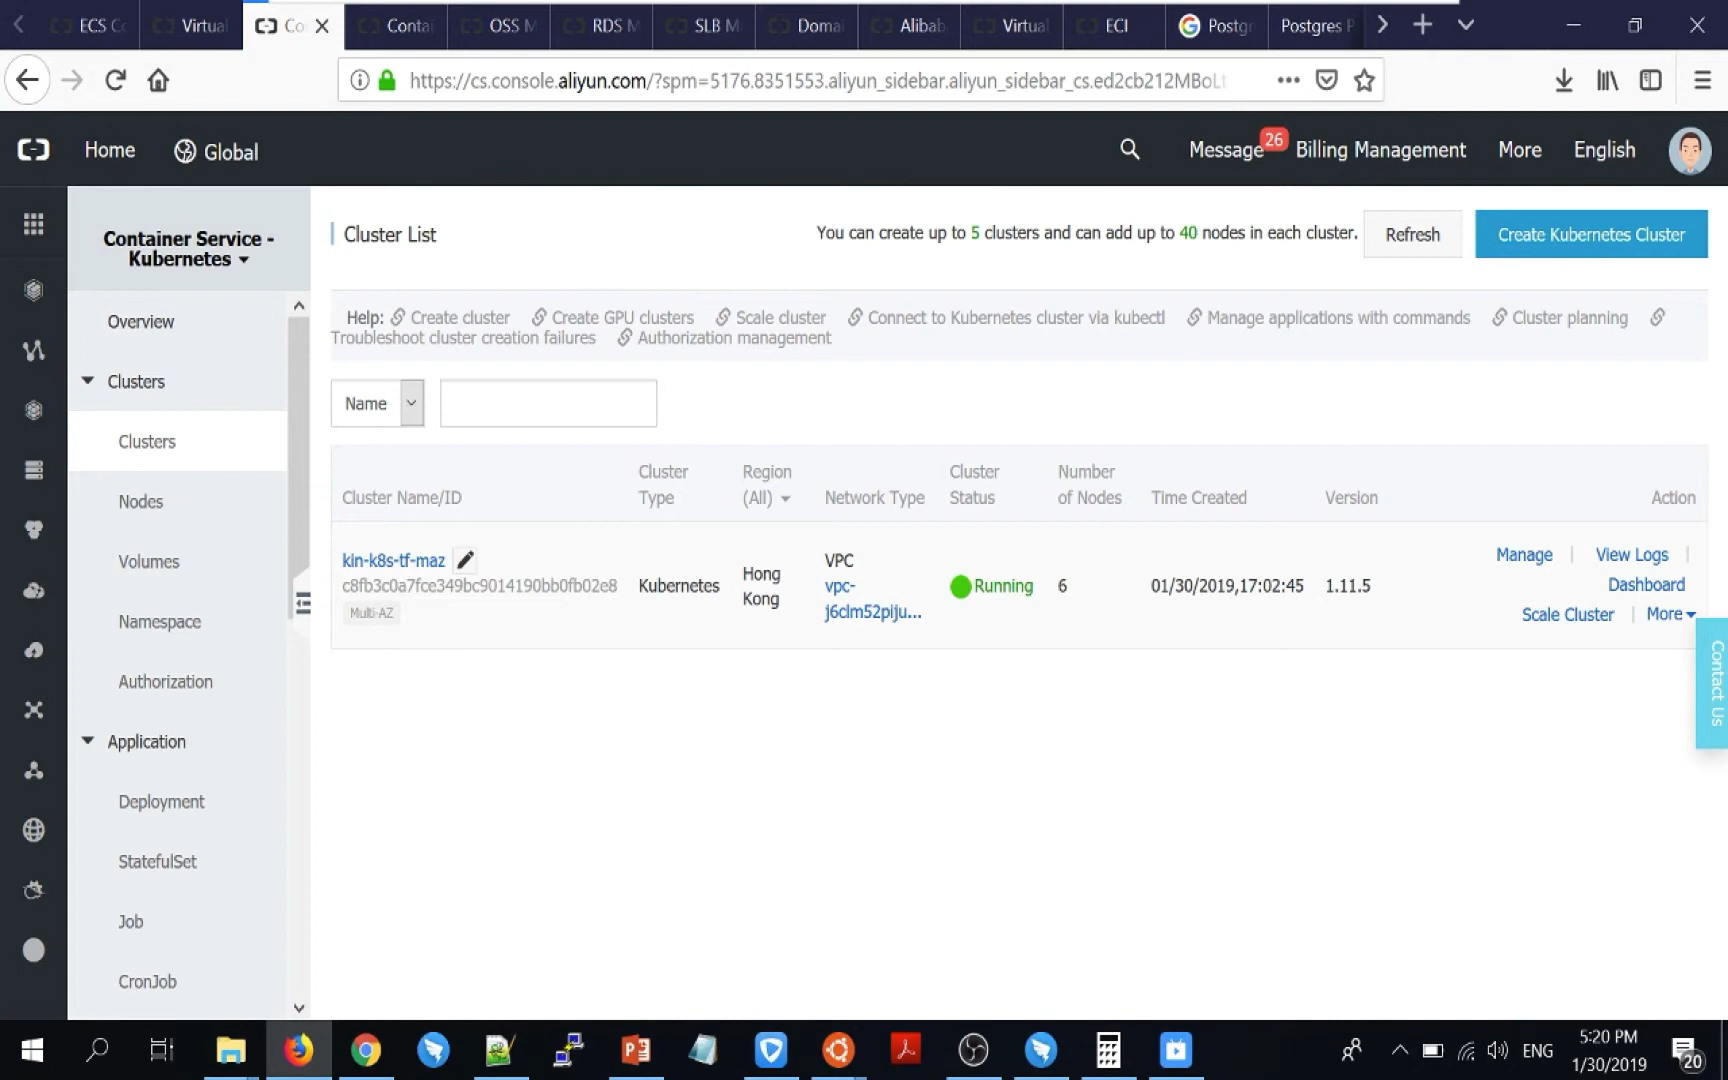 ECS Co
Virtual
Co
Contai
OSS M
RDS M
SLB M
Domai
Alibab
Virtual
ECI
Postgr
Postgres P
https://cs.console.aliyun.com/?spm=5176.8351553.aliyun_sidebar.aliyun_sidebar_cs.ed2cb212MBoLt
Home
Global
Message
26
Billing Management
More
English
Container Service -
Kubernetes
Overview
Clusters
Clusters
Nodes
Volumes
Namespace
Authorization
Application
Deployment
StatefulSet
Job
CronJob
Cluster List
You can create up to 5 clusters and can add up to 40 nodes in each cluster.
Refresh
Create Kubernetes Cluster
Help: Create cluster Create GPU clusters Scale cluster Connect to Kubernetes cluster via kubectl Manage applications with commands Cluster planning
Troubleshoot cluster creation failures Authorization management
Name
Cluster Name/ID
Cluster
Type
Region
(All)
Network Type
Cluster
Status
Number
of Nodes
Time Created
Version
Action
kin-k8s-tf-maz
c8fb3c0a7fce349bc9014190bb0fb02e8
Multi-AZ
Kubernetes
Hong
Kong
VPC
vpc-
j6clm52piju...
Running
6
01/30/2019,17:02:45
1.11.5
Manage
View Logs
Dashboard
Scale Cluster
More
Contact Us
ENG
5:20 PM
1/30/2019
20